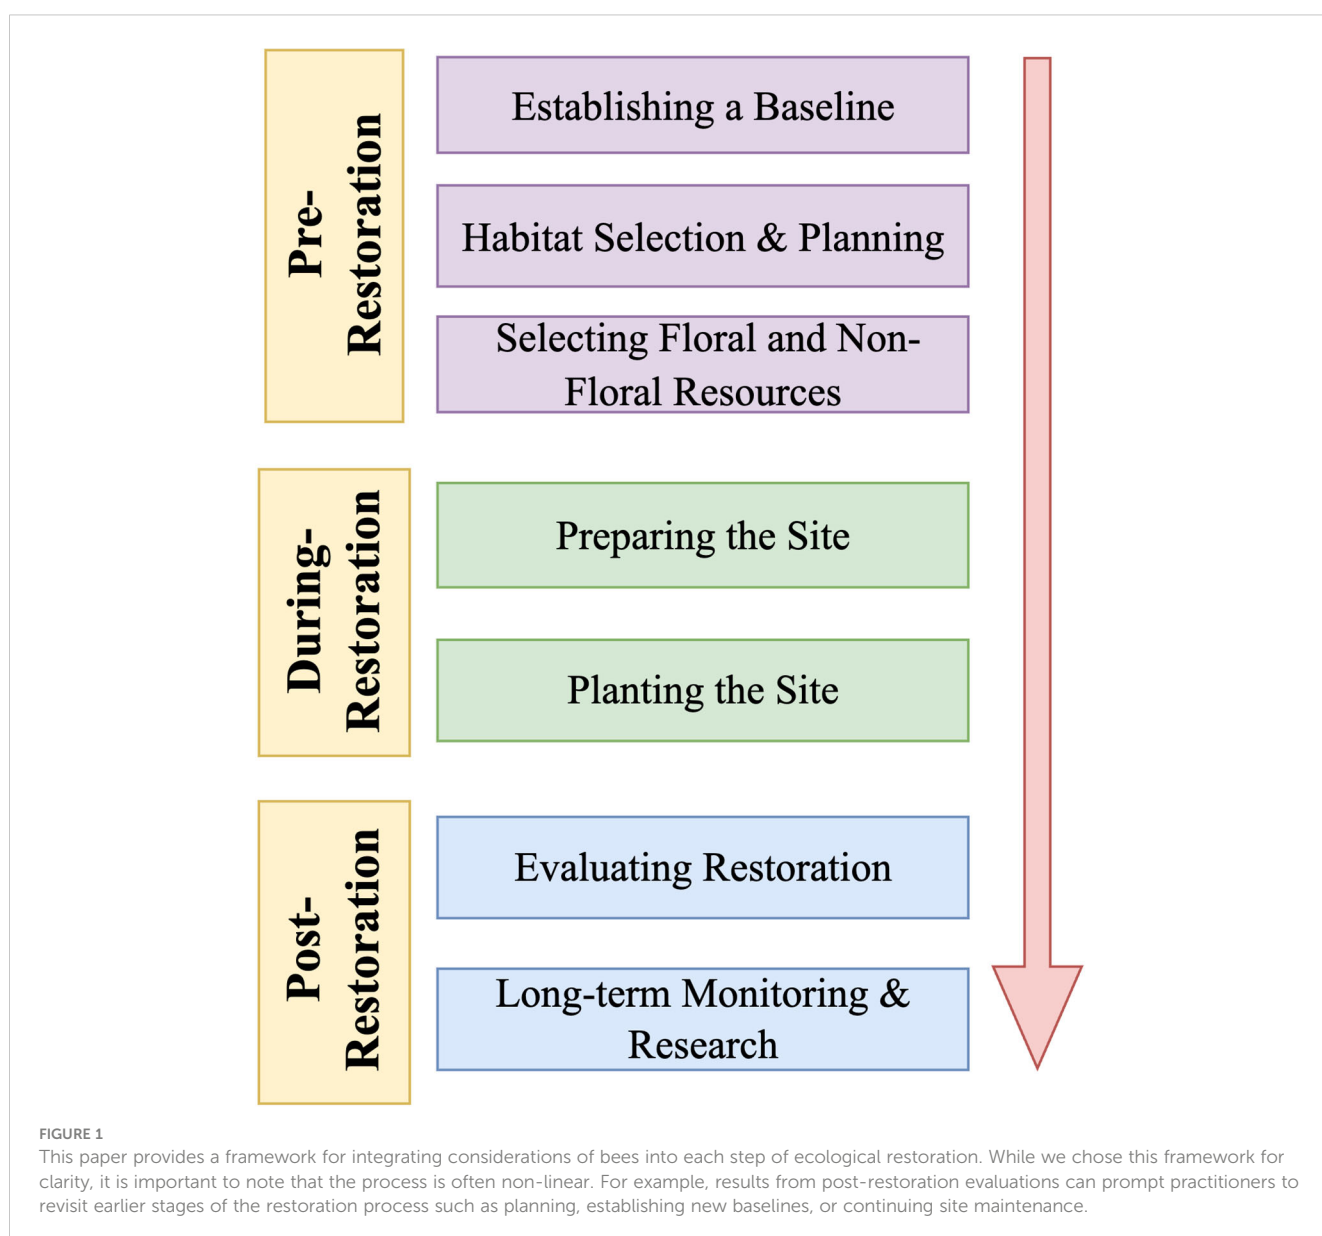 Pre-
Restoration
Establishing a Baseline
Habitat Selection & Planning
Selecting Floral and Non-
Floral Resources
During-
Restoration
Preparing the Site
Planting the Site
Post-
Restoration
Evaluating Restoration
Long-term Monitoring &
Research
FIGURE 1
This paper provides a framework for integrating considerations of bees into each step of ecological restoration. While we chose this framework for
clarity, it is important to note that the process is often non-linear. For example, results from post-restoration evaluations can prompt practitioners to
revisit earlier stages of the restoration process such as planning, establishing new baselines, or continuing site maintenance.